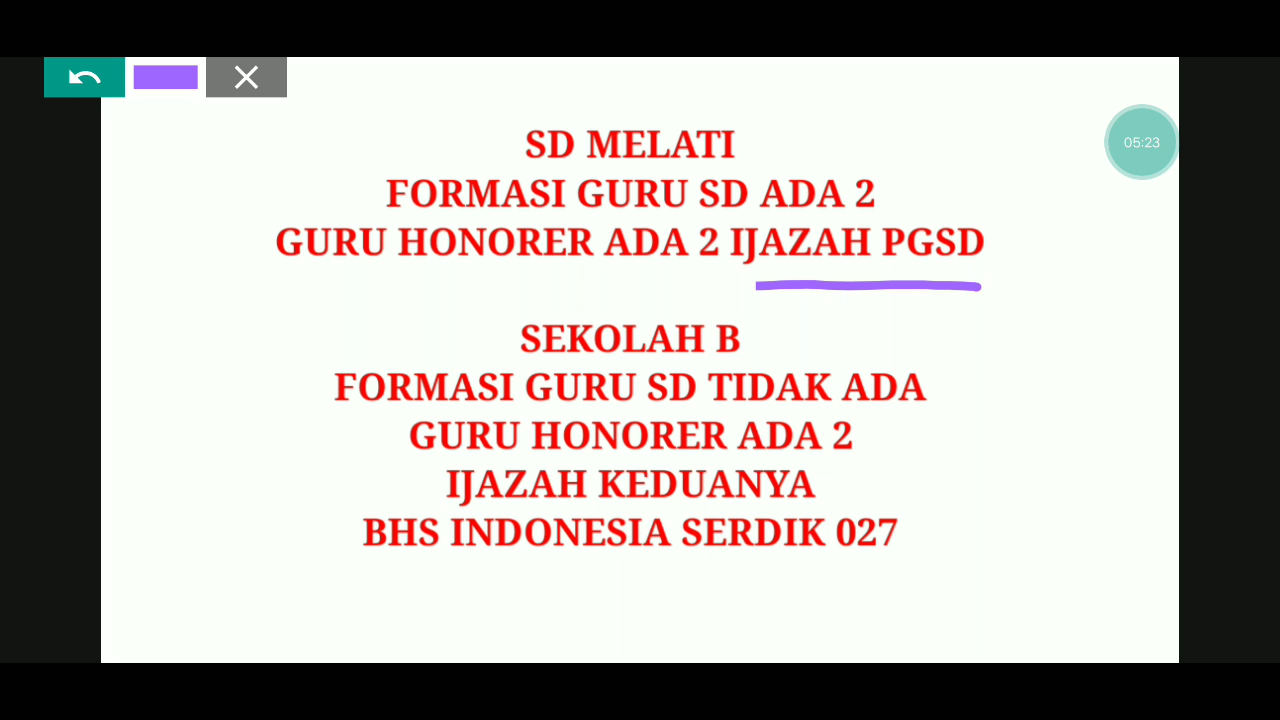 SD MELATI
FORMASI GURU SD ADA 2
GURU HONORER ADA 2 IJAZAH PGSD
SEKOLAH B
FORMASI GURU SD TIDAK ADA
GURU HONORER ADA 2
IJAZAH KEDUANYA
BHS INDONESIA SERDIK 027
05:23